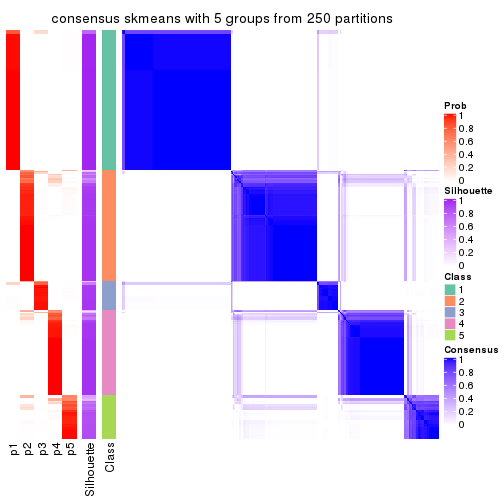 consensus skmeans with 5 groups from 250 partitions
Prob
1
0.8
0.6
0.4
0.2
0
Silhouette
1
0.8
0.6
0.4
0.2
0
Class
1
2
3
4
5
Consensus
1
0.8
0.6
0.4
0.2
0
p1
p2
p3
p4
p5
Silhouette
Class